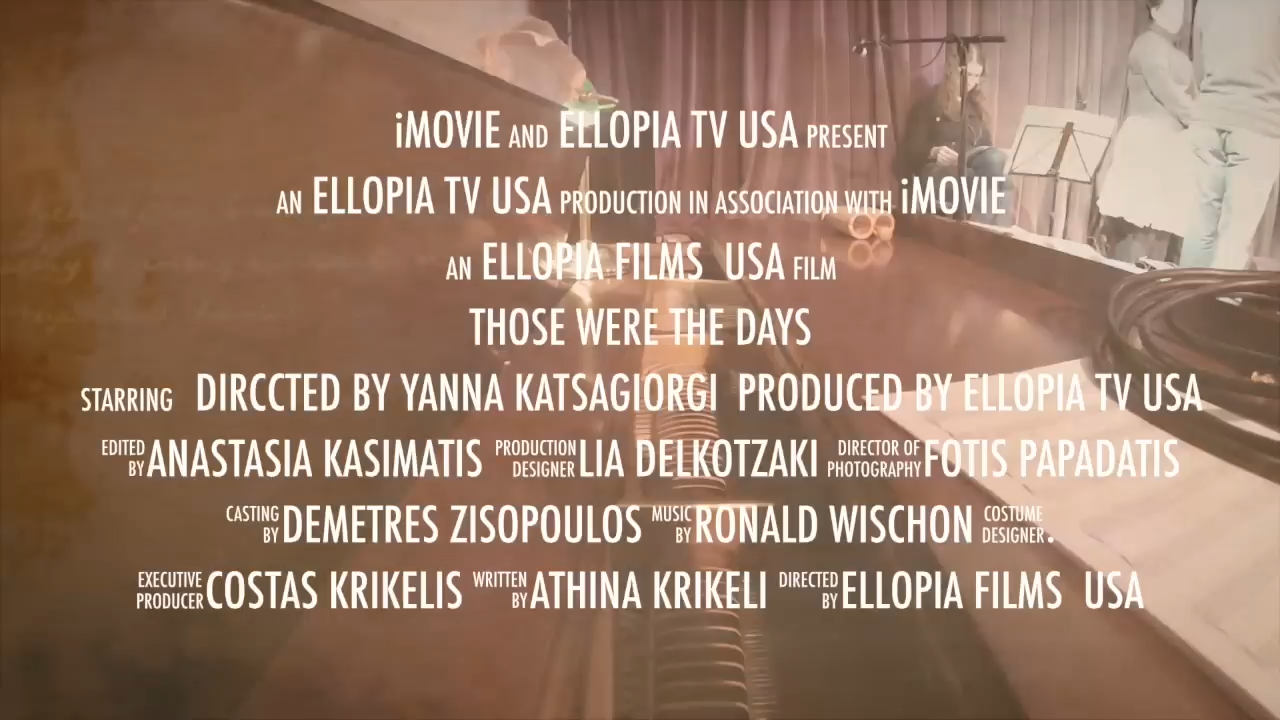 iMOVIE AND ELLOPIA TV USA PRESENT
AN ELLOPIA TV USA PRODUCTION IN ASSOCIATION WITH iMOVIE
AN ELLOPIA FILMS USA FILM
THOSE WERE THE DAYS
STARRING DIRCCTED BY YANNA KATSAGIORGI PRODUCED BY ELLOPIA TV USA
EDITED BY ANASTASIA KASIMATIS PRODUCTION DESIGNER LIA DELKOTZAKI DIRECTOR OF PHOTOGRAPHY FOTIS PAPADATIS
CASTING BY DEMETRES ZISOPOULOS MUSIC BY RONALD WISCHON COSTUME DESIGNER .
EXECUTIVE PRODUCER COSTAS KRIKELIS WRITTEN BY ATHINA KRIKELI DIRECTED BY ELLOPIA FILMS USA